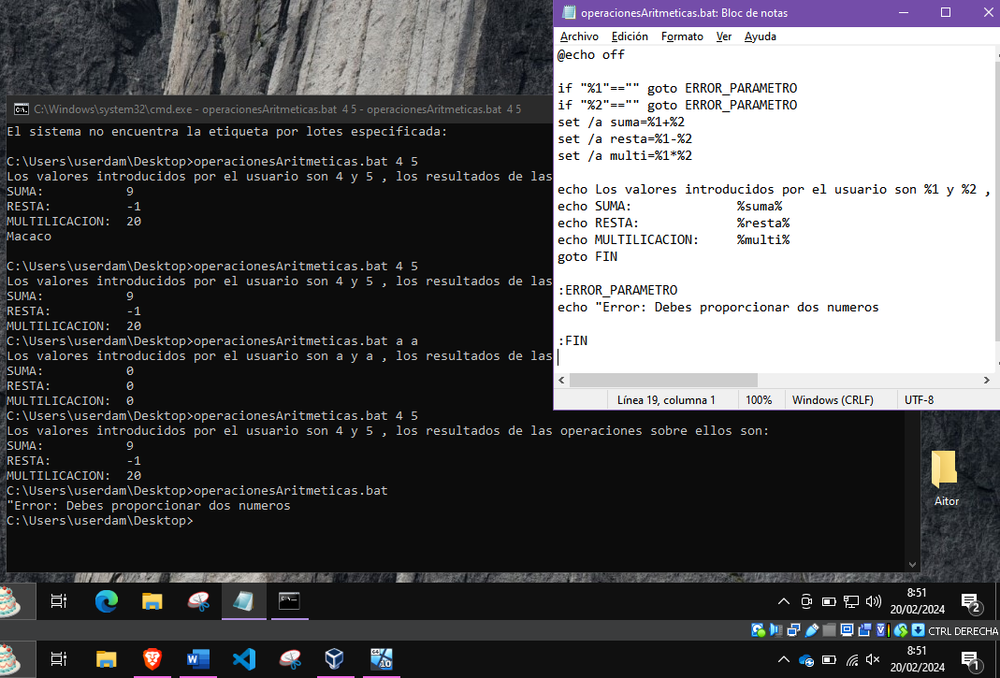 operacionesAritmeticas.bat: Bloc de notas
Archivo Edición Formato Ver Ayuda
@echo off
if "%1"=="" goto ERROR_PARAMETRO
if "%2"=="" goto ERROR_PARAMETRO
set /a suma=%1+%2
set /a resta=%1-%2
set /a multi=%1*%2
echo Los valores introducidos por el usuario son %1 y %2 ,
echo SUMA: %suma%
echo RESTA: %resta%
echo MULTILICACION: %multi%
goto FIN
:ERROR_PARAMETRO
echo "Error: Debes proporcionar dos numeros
:FIN
Línea 19, columna 1 100% Windows (CRLF) UTF-8
C:\Windows\system32\cmd.exe - operacionesAritmeticas.bat 4 5 - operacionesAritmeticas.bat 4 5
El sistema no encuentra la etiqueta por lotes especificada:
C:\Users\userdam\Desktop>operacionesAritmeticas.bat 4 5
Los valores introducidos por el usuario son 4 y 5 , los resultados de las
SUMA: 9
RESTA: -1
MULTILICACION: 20
Macaco
C:\Users\userdam\Desktop>operacionesAritmeticas.bat 4 5
Los valores introducidos por el usuario son 4 y 5 , los resultados de las
SUMA: 9
RESTA: -1
MULTILICACION: 20
C:\Users\userdam\Desktop>operacionesAritmeticas.bat a a
Los valores introducidos por el usuario son a y a , los resultados de las
SUMA: 0
RESTA: 0
MULTILICACION: 0
C:\Users\userdam\Desktop>operacionesAritmeticas.bat 4 5
Los valores introducidos por el usuario son 4 y 5 , los resultados de las operaciones sobre ellos son:
SUMA: 9
RESTA: -1
MULTILICACION: 20
C:\Users\userdam\Desktop>operacionesAritmeticas.bat
"Error: Debes proporcionar dos numeros
C:\Users\userdam\Desktop>
Aitor
8:51
20/02/2024
2
CTRL DERECHA
8:51
20/02/2024
1